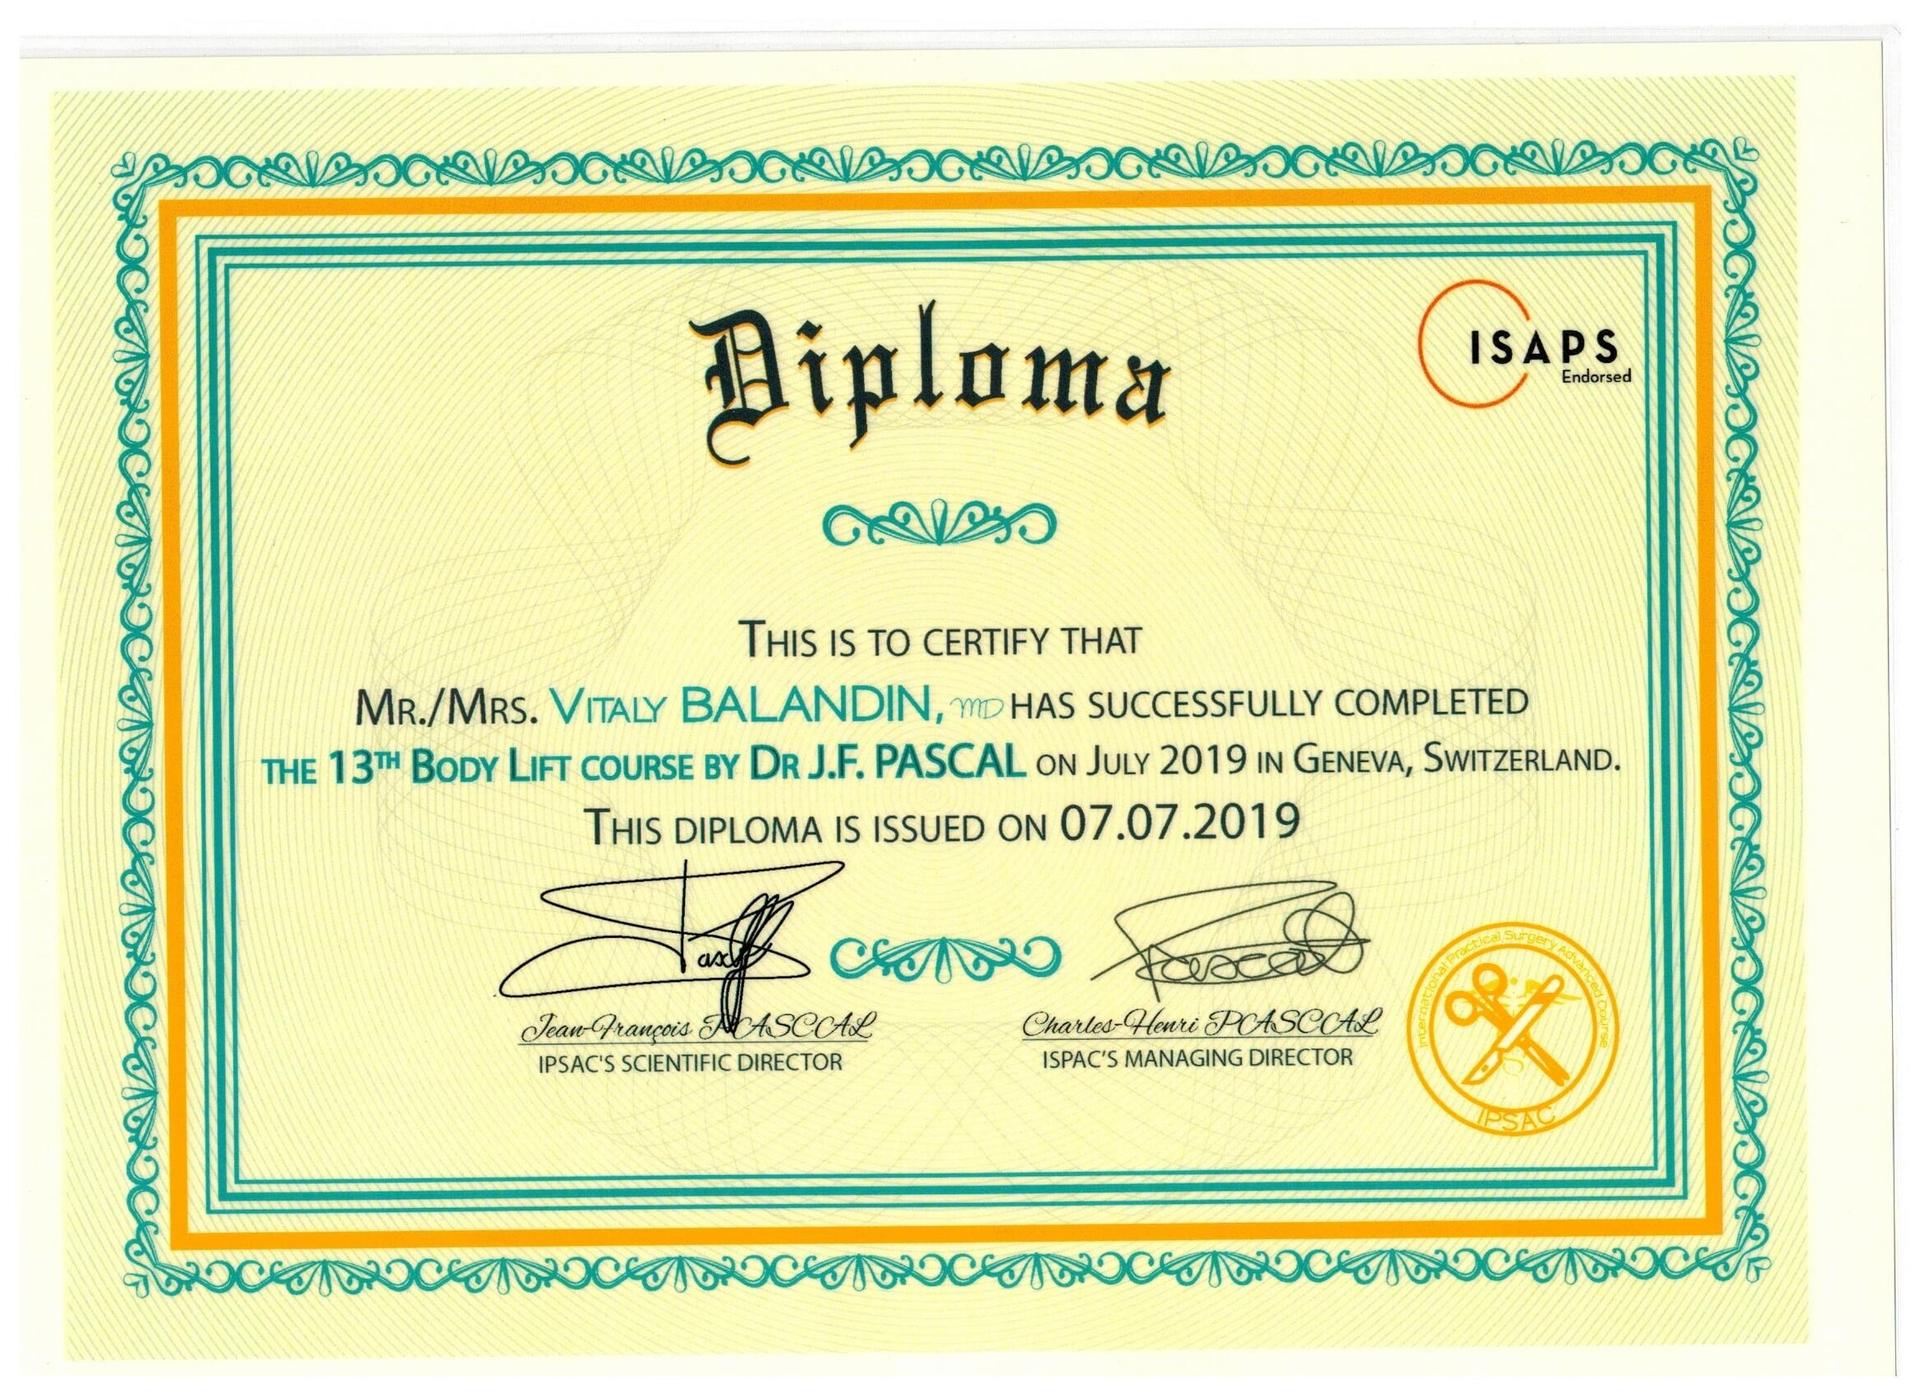 Diploma
ISAPS
Endorsed
THIS IS TO CERTIFY THAT
MR./MRS. VITALY BALANDIN, MD HAS SUCCESSFULLY COMPLETED
THE 13TH BODY LIFT COURSE BY DR J.F. PASCAL ON JULY 2019 IN GENEVA, SWITZERLAND.
THIS DIPLOMA IS ISSUED ON 07.07.2019
Jean-François PASCAL
IPSAC'S SCIENTIFIC DIRECTOR
Charles-Henri PASCAL
ISPAC'S MANAGING DIRECTOR
International Practical Surgery Advanced Course
IPSAC